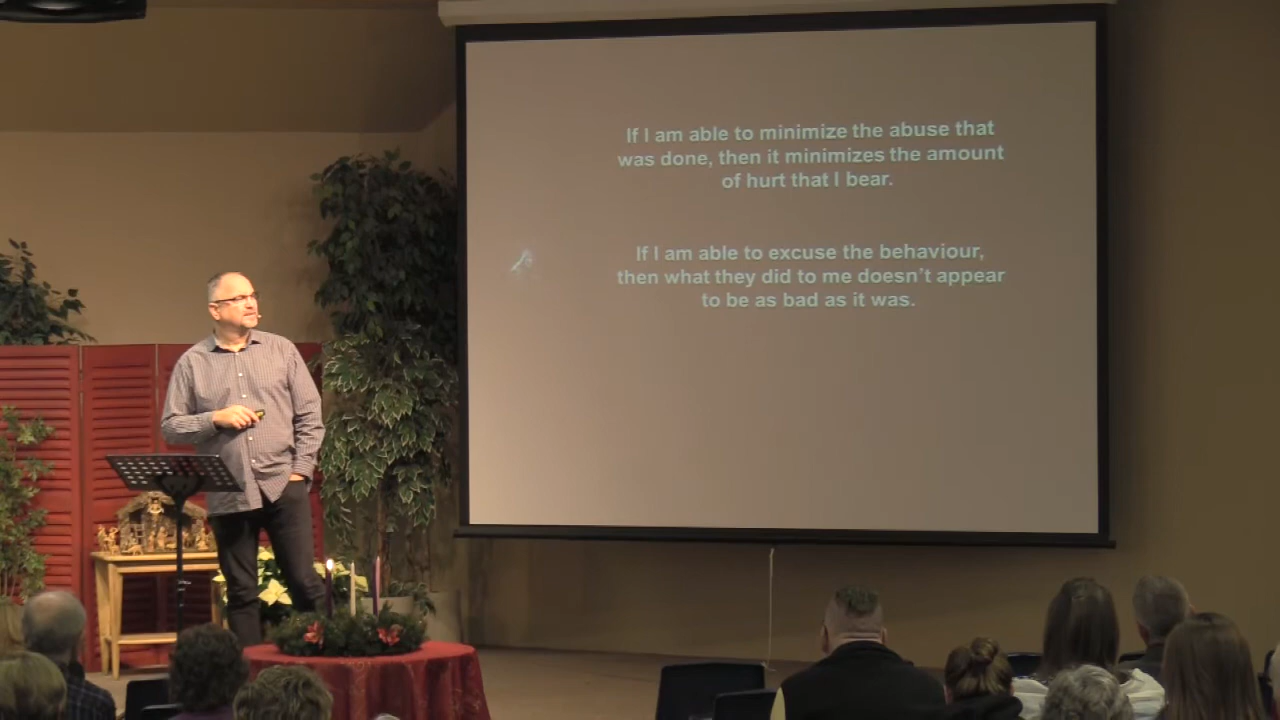 If I am able to minimize the abuse that
was done, then it minimizes the amount
of hurt that I bear.
If I am able to excuse the behaviour,
then what they did to me doesn't appear
to be as bad as it was.